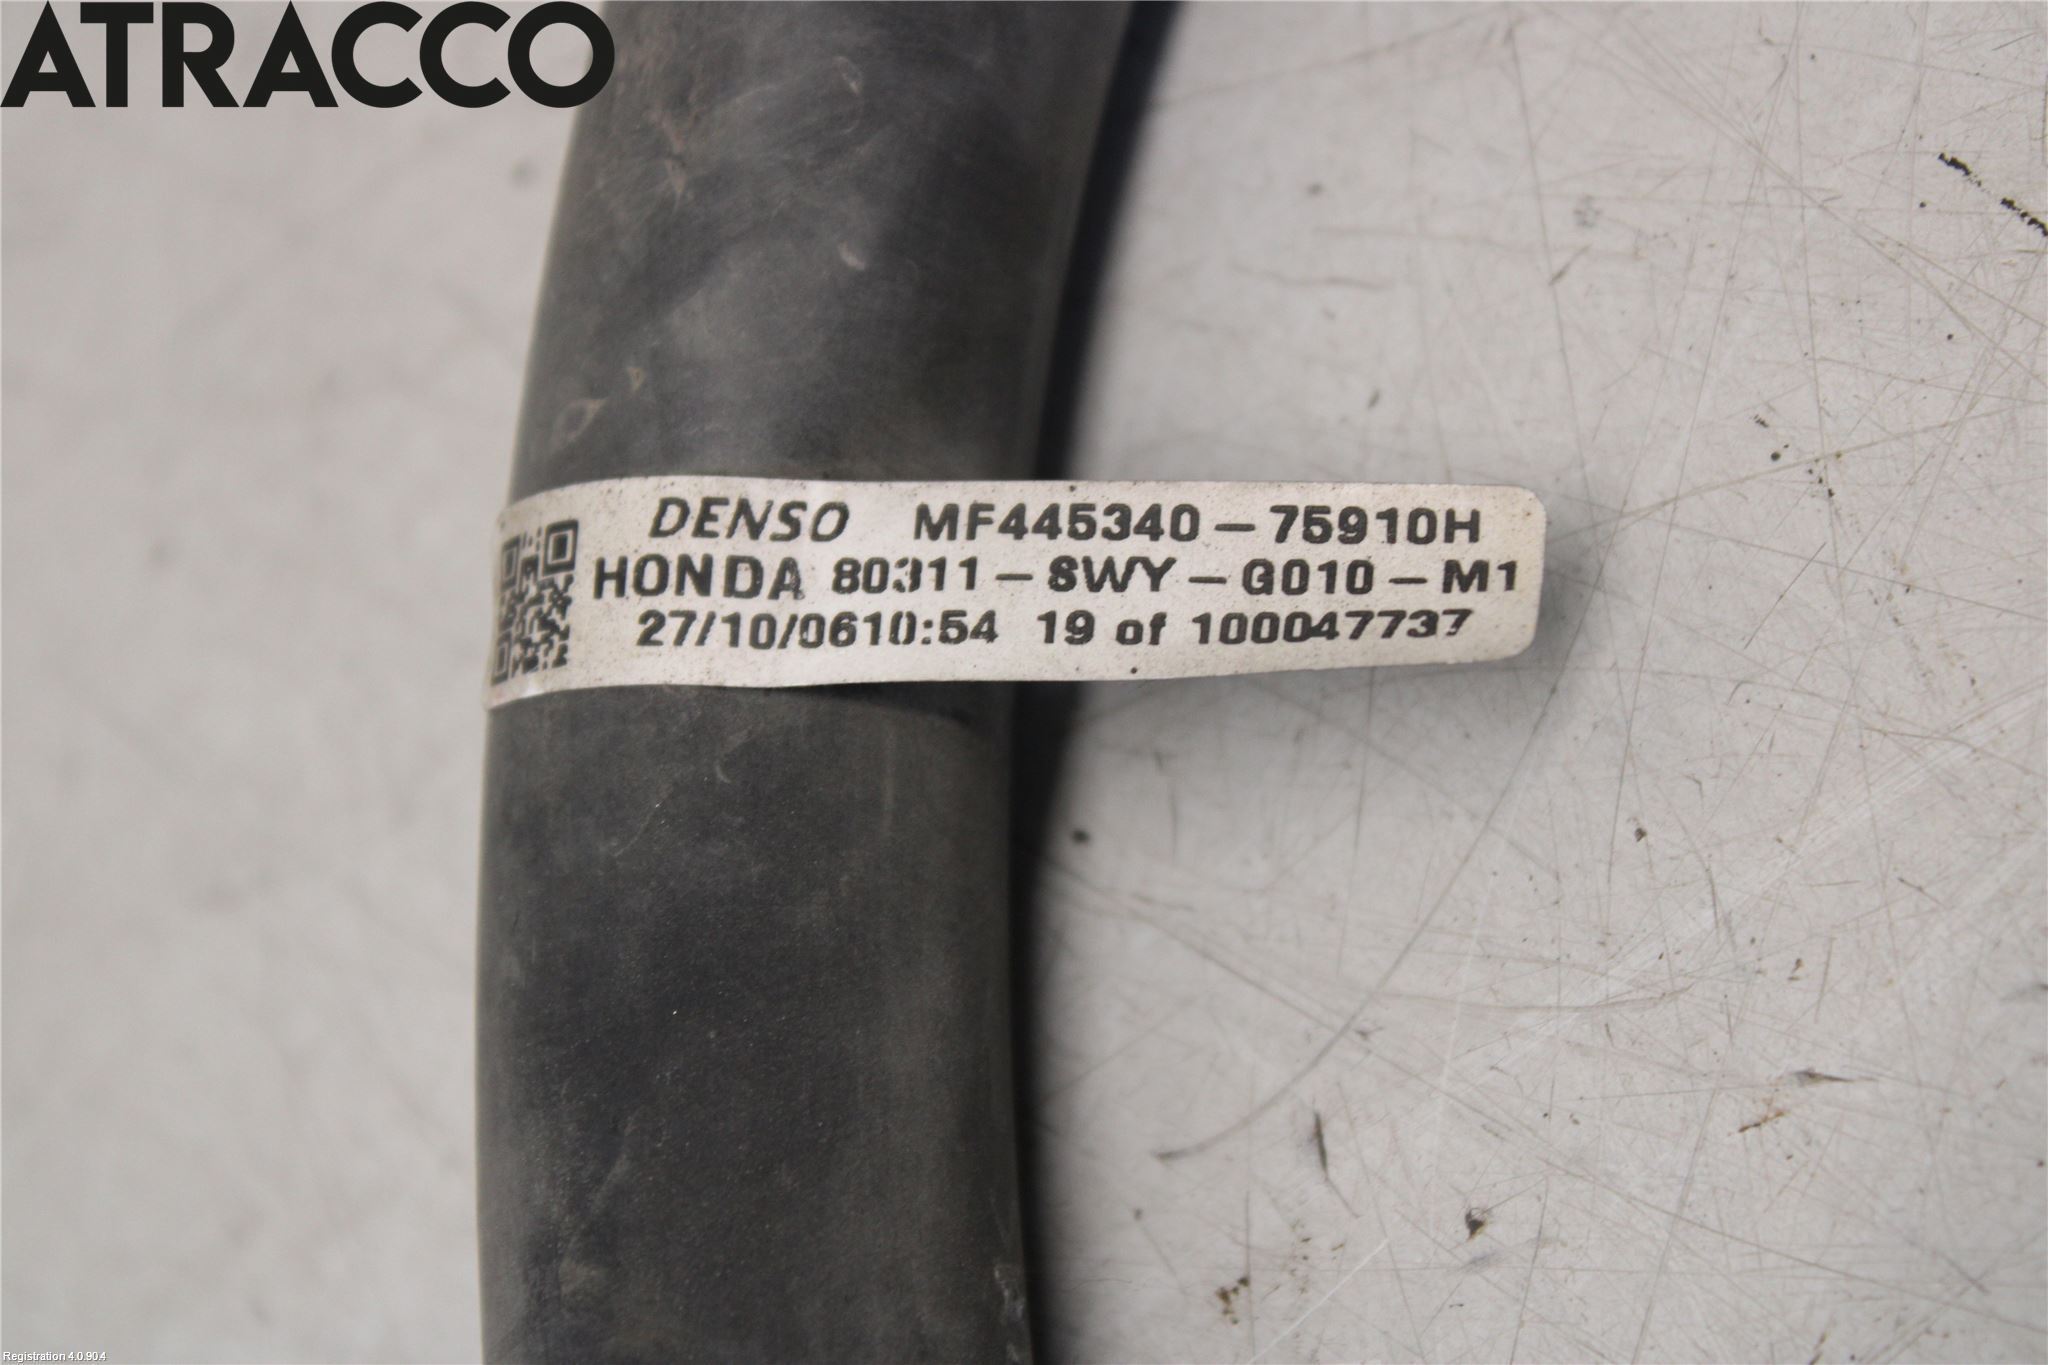 ATRACCO
DENSO MF445340-75910H
HONDA 80311-SWY-G010-M1
27/10/0610:54 19 of 100047737
Registration 4.0.90.4